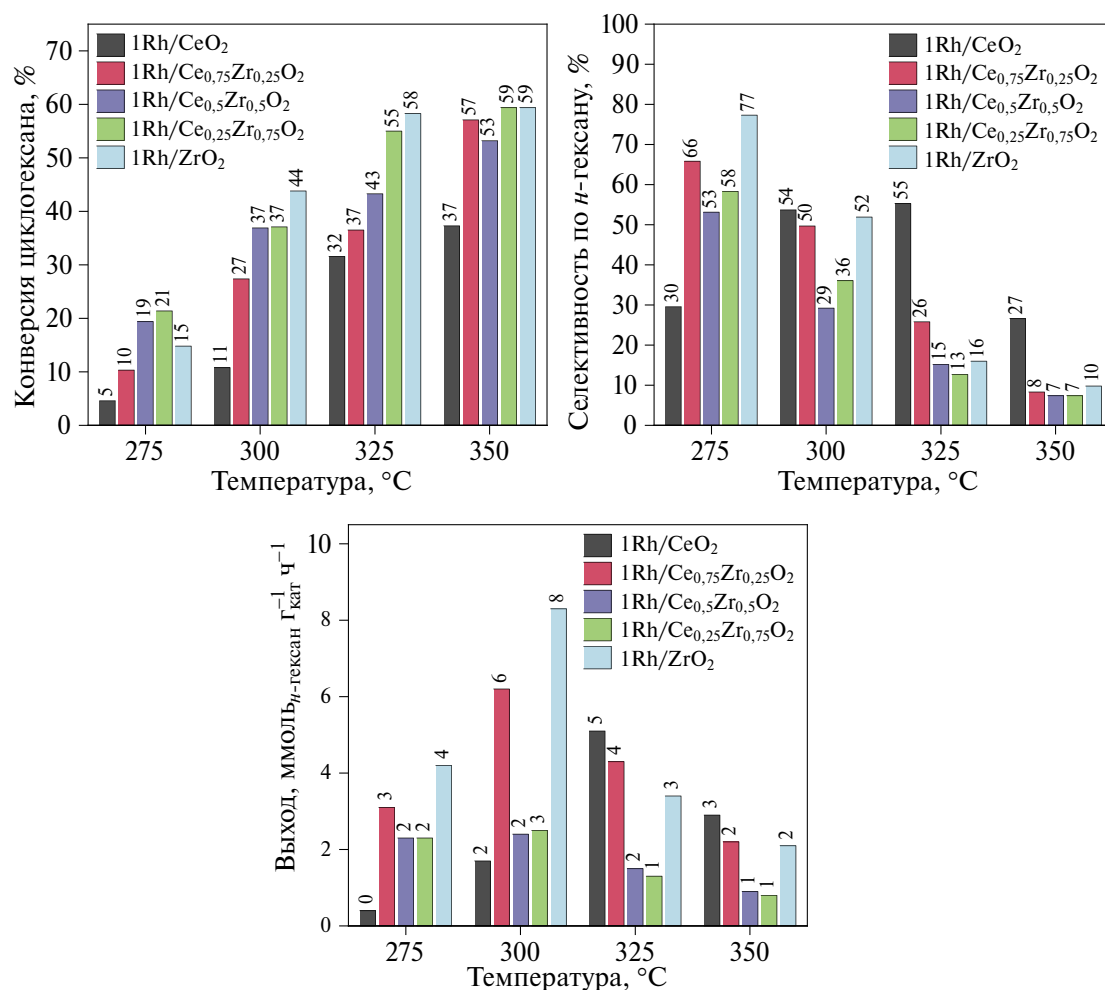 Конверсия циклогексана, %
70
60
50
40
30
20
10
0
1Rh/CeO2
1Rh/Ce0,75Zr0,25O2
1Rh/Ce0,5Zr0,5O2
1Rh/Ce0,25Zr0,75O2
1Rh/ZrO2
5 10 19 21 15
11 27 37 37 44
32 37 43 55 58
37 57 53 59 59
275 300 325 350
Температура, °C
Селективность по н-гексану, %
100
90
80
70
60
50
40
30
20
10
0
1Rh/CeO2
1Rh/Ce0,75Zr0,25O2
1Rh/Ce0,5Zr0,5O2
1Rh/Ce0,25Zr0,75O2
1Rh/ZrO2
30 66 53 58 77
54 50 29 36 52
55 26 15 13 16
27 8 7 7 10
275 300 325 350
Температура, °C
Выход, ммоль н-гексан г кат −1 ч−1
10
8
6
4
2
0
1Rh/CeO2
1Rh/Ce0,75Zr0,25O2
1Rh/Ce0,5Zr0,5O2
1Rh/Ce0,25Zr0,75O2
1Rh/ZrO2
0 3 2 2 4
2 6 2 3 8
5 4 2 1 3
3 2 1 1 2
275 300 325 350
Температура, °C